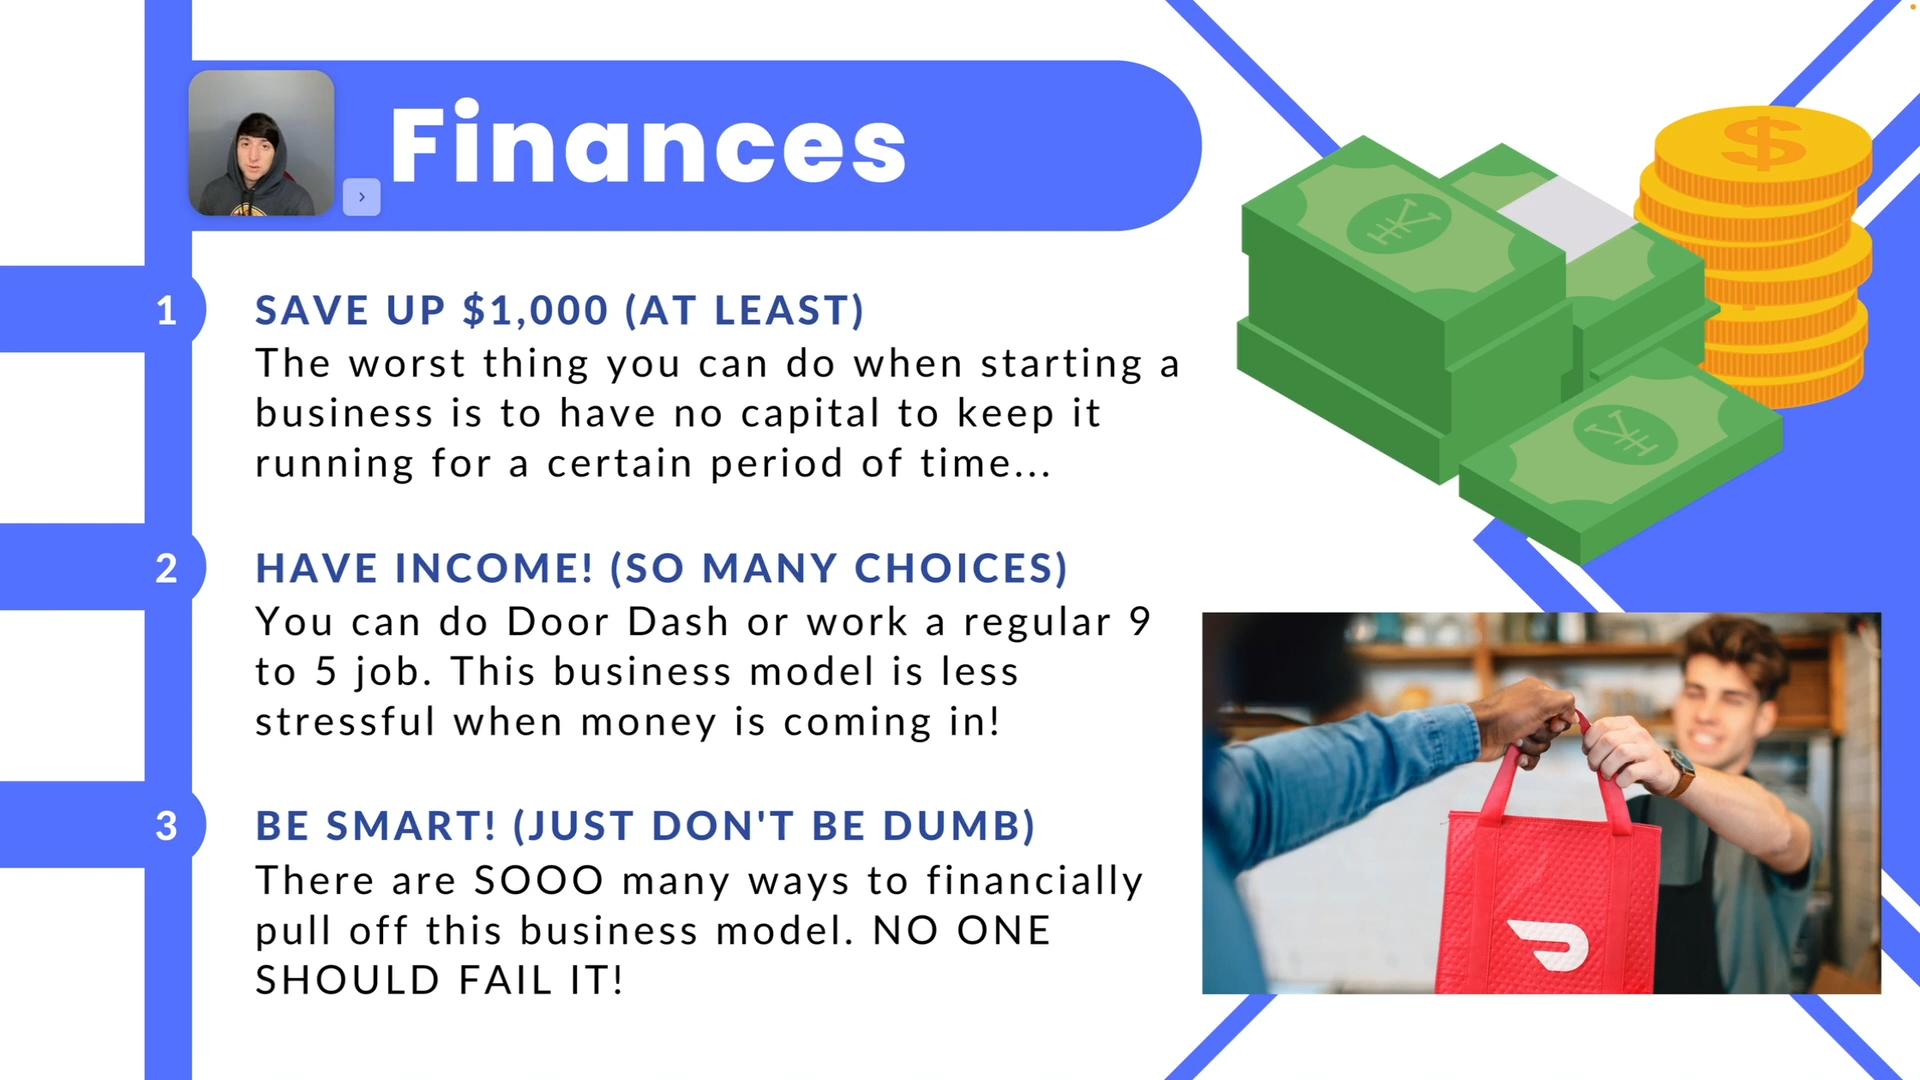 Finances
1
SAVE UP $1,000 (AT LEAST)
The worst thing you can do when starting a
business is to have no capital to keep it
running for a certain period of time...
2
HAVE INCOME! (SO MANY CHOICES)
You can do Door Dash or work a regular 9
to 5 job. This business model is less
stressful when money is coming in!
3
BE SMART! (JUST DON'T BE DUMB)
There are SOOO many ways to financially
pull off this business model. NO ONE
SHOULD FAIL IT!